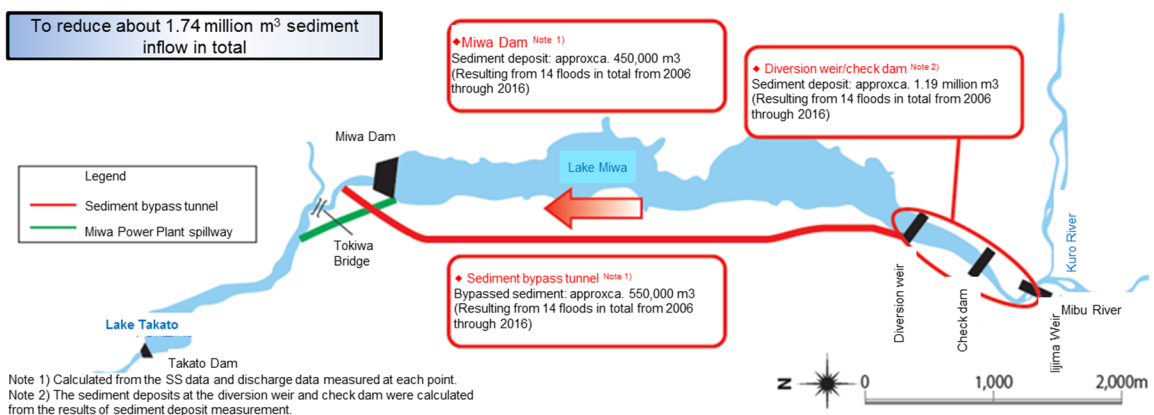 To reduce about 1.74 million m3 sediment
inflow in total
◆Miwa Dam Note 1)
Sediment deposit: approxca. 450,000 m3
(Resulting from 14 floods in total from 2006
through 2016)
◆ Diversion weir/check dam Note 2)
Sediment deposit: approxca. 1.19 million m3
(Resulting from 14 floods in total from 2006
through 2016)
Miwa Dam
Lake Miwa
Legend
Sediment bypass tunnel
Miwa Power Plant spillway
Tokiwa
Bridge
◆ Sediment bypass tunnel Note 1)
Bypassed sediment: approxca. 550,000 m3
(Resulting from 14 floods in total from 2006
through 2016)
Diversion weir
Check dam
Iijima Weir
Kuro River
Mibu River
Lake Takato
Takato Dam
Note 1) Calculated from the SS data and discharge data measured at each point.
Note 2) The sediment deposits at the diversion weir and check dam were calculated
from the results of sediment deposit measurement.
N
0 1,000 2,000m